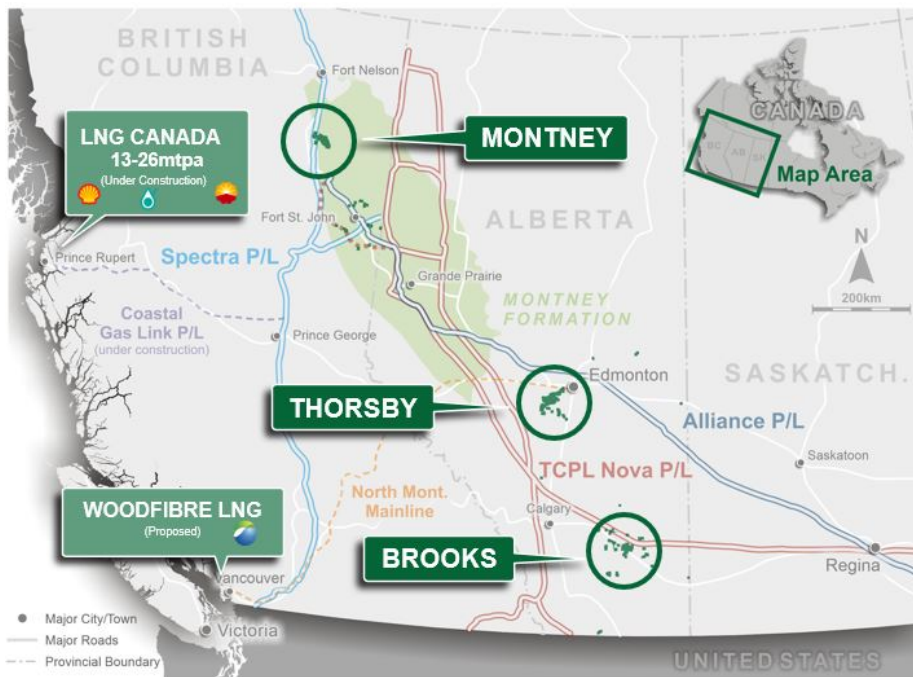 BRITISH
COLUMBIA
Fort Nelson
LNG CANADA
13-26mtpa
(Under Construction)
MONTNEY
CANADA
BC
AB
SK
Map Area
Fort St. John
ALBERTA
N
Prince Rupert
Spectra P/L
Grande Prairie
200km
Coastal
Gas Link P/L
(under construction)
MONTNEY
FORMATION
Prince George
SASKATCH.
Edmonton
THORSBY
Alliance P/L
TCPL Nova P/L
Saskatoon
North Mont.
Mainline
WOODFIBRE LNG
(Proposed)
Calgary
BROOKS
Regina
Vancouver
Major City/Town
Victoria
Major Roads
Provincial Boundary
UNITED STATES